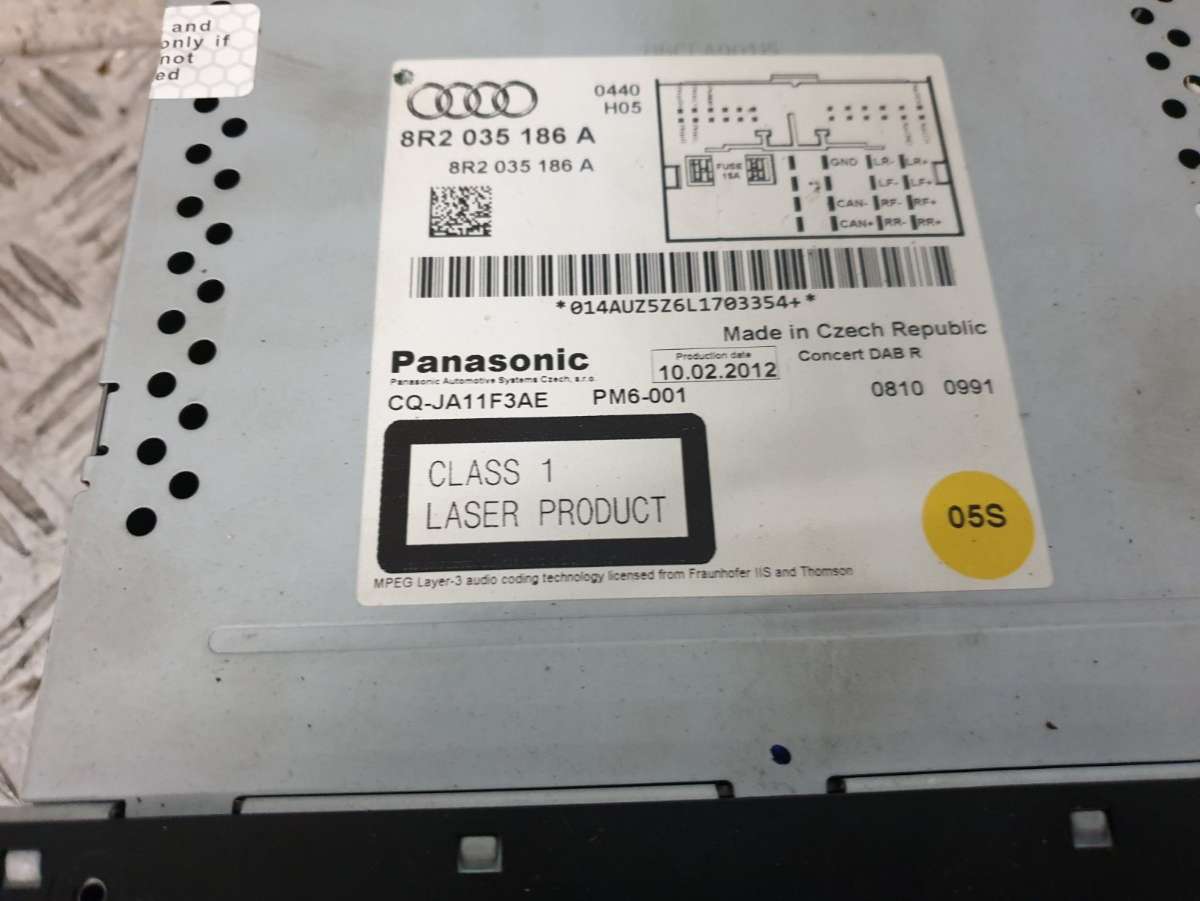 and
only if
not
ed
0440
H05
8R2 035 186 A
8R2 035 186 A
FUSE
15A
GND LR- LR+
LF- LF+
CAN- RF- RF+
CAN+ RR- RR+
*014AUZ5Z6L1703354+*
Made in Czech Republic
Panasonic
Panasonic Automotive Systems Czech, s.r.o.
Production date
10.02.2012
Concert DAB R
CQ-JA11F3AE PM6-001
0810 0991
CLASS 1
LASER PRODUCT
05S
MPEG Layer-3 audio coding technology licensed from Fraunhofer IIS and Thomson